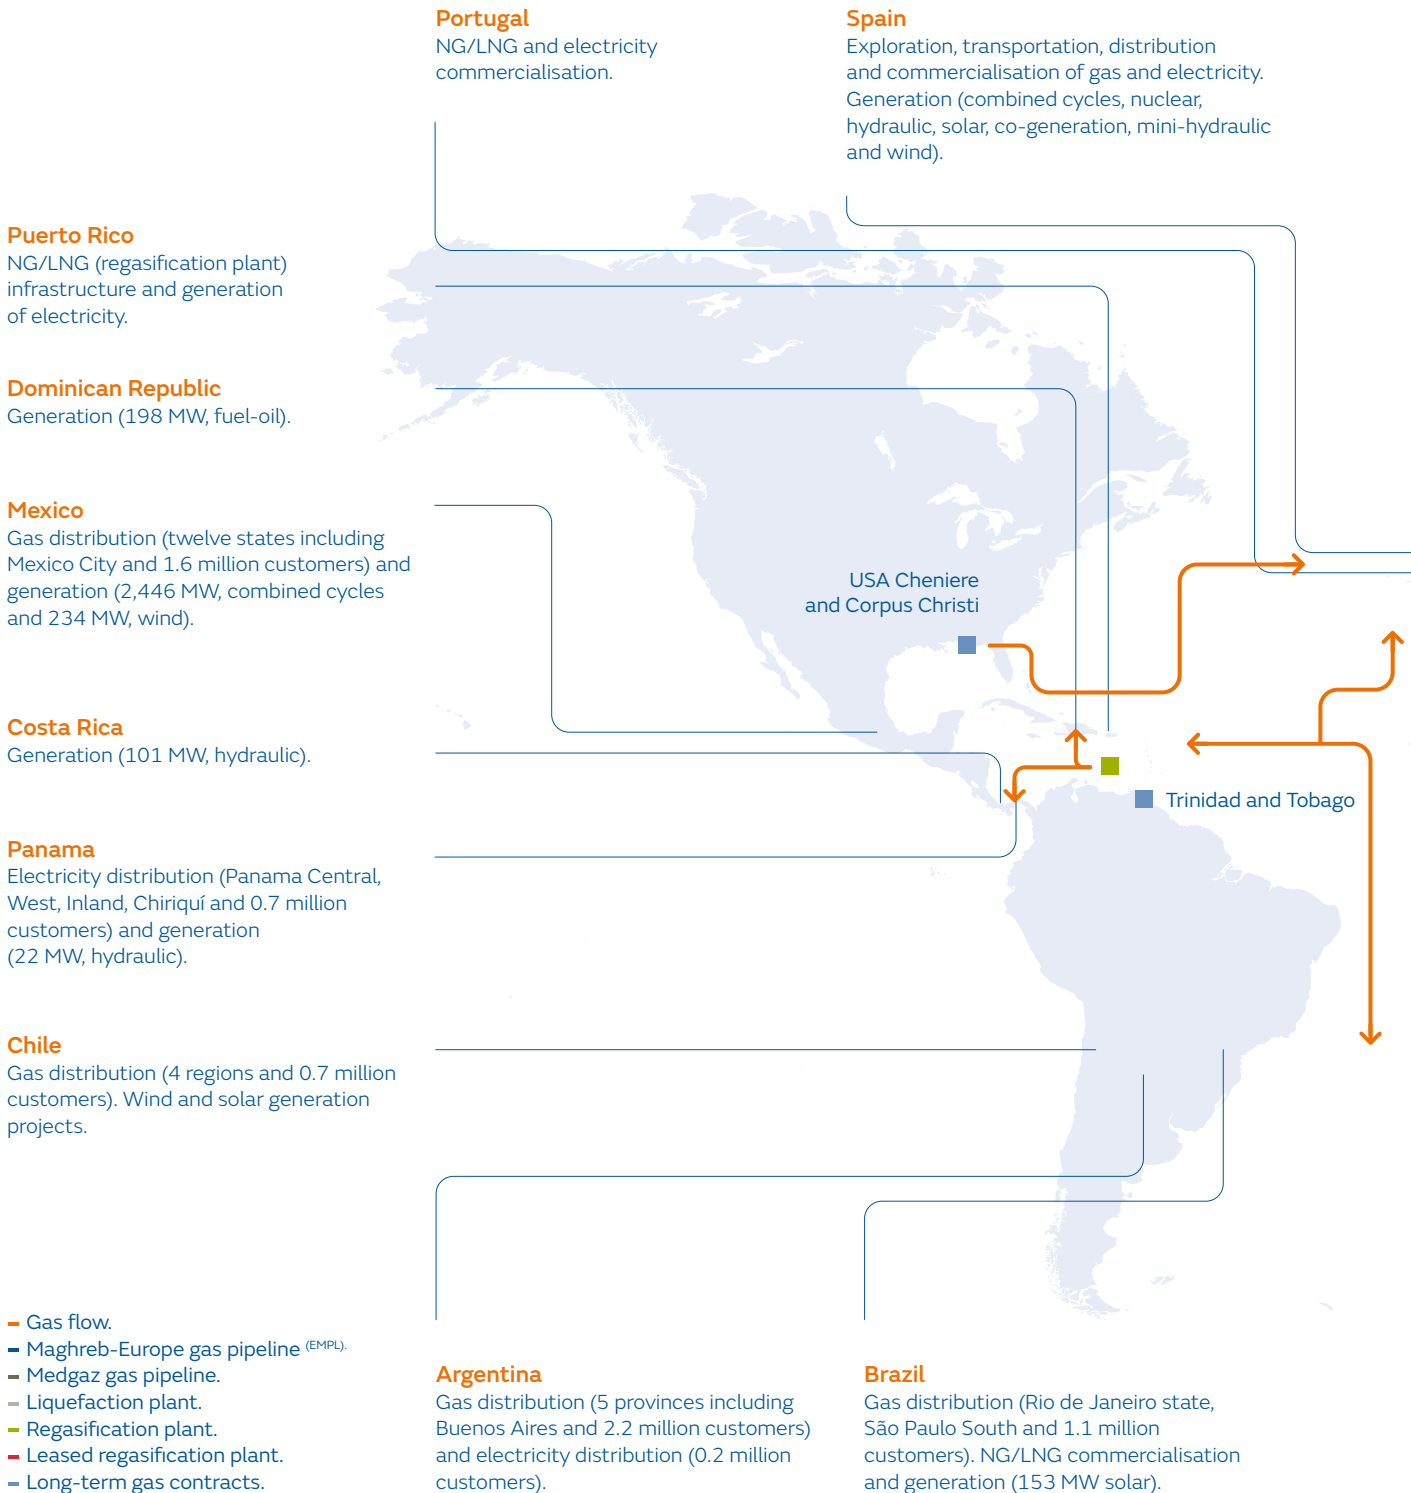 Portugal
NG/LNG and electricity
commercialisation.
Spain
Exploration, transportation, distribution
and commercialisation of gas and electricity.
Generation (combined cycles, nuclear,
hydraulic, solar, co-generation, mini-hydraulic
and wind).
Puerto Rico
NG/LNG (regasification plant)
infrastructure and generation
of electricity.
Dominican Republic
Generation (198 MW, fuel-oil).
Mexico
Gas distribution (twelve states including
Mexico City and 1.6 million customers) and
generation (2,446 MW, combined cycles
and 234 MW, wind).
USA Cheniere
and Corpus Christi
Costa Rica
Generation (101 MW, hydraulic).
Trinidad and Tobago
Panama
Electricity distribution (Panama Central,
West, Inland, Chiriquí and 0.7 million
customers) and generation
(22 MW, hydraulic).
Chile
Gas distribution (4 regions and 0.7 million
customers). Wind and solar generation
projects.
Gas flow.
Maghreb-Europe gas pipeline (EMPL).
Medgaz gas pipeline.
Liquefaction plant.
Regasification plant.
Leased regasification plant.
Long-term gas contracts.
Argentina
Gas distribution (5 provinces including
Buenos Aires and 2.2 million customers)
and electricity distribution (0.2 million
customers).
Brazil
Gas distribution (Rio de Janeiro state,
São Paulo South and 1.1 million
customers). NG/LNG commercialisation
and generation (153 MW solar).